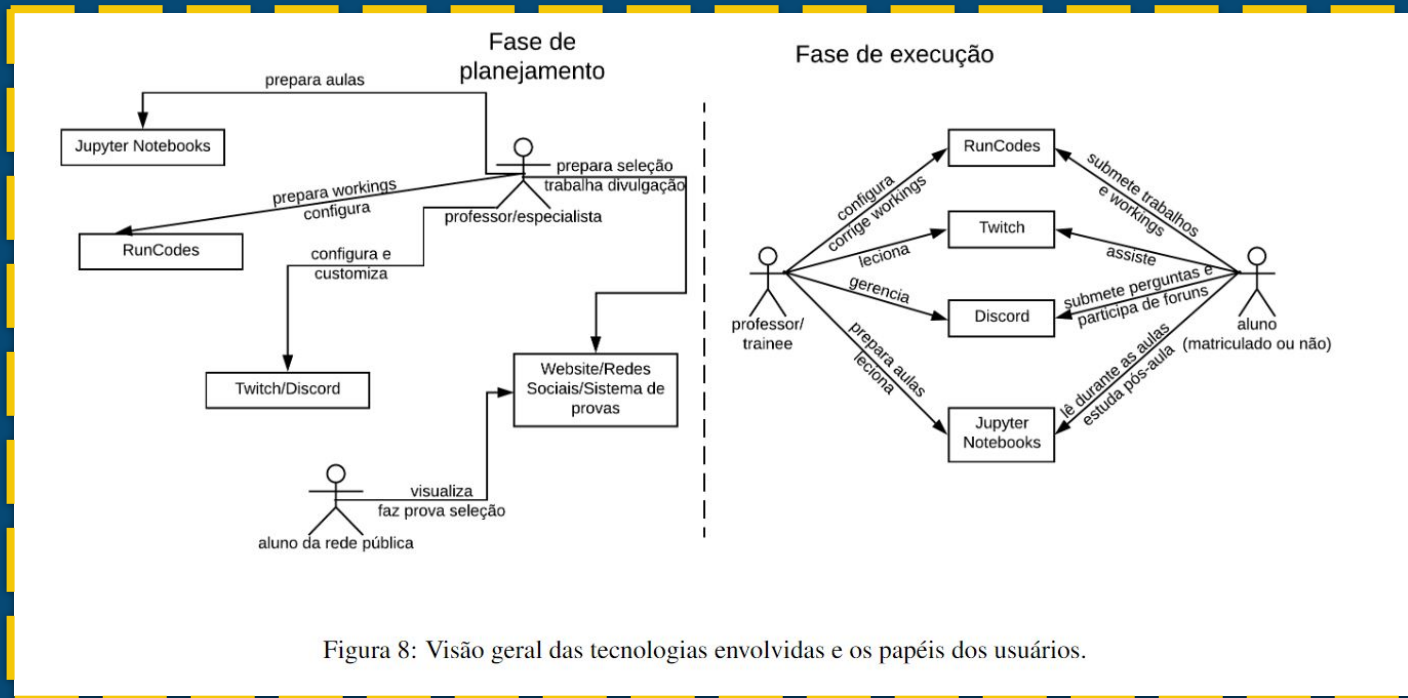 Fase de
planejamento
prepara aulas
Jupyter Notebooks
prepara seleção
trabalha divulgação
professor/especialista
prepara workings
configura
RunCodes
configura e
customiza
Twitch/Discord
Website/Redes
Sociais/Sistema de
provas
visualiza
faz prova seleção
aluno da rede pública
Fase de execução
RunCodes
configura
corrige workings
submete trabalhos
e workings
Twitch
leciona
assiste
gerencia
submete perguntas e
participa de foruns
Discord
professor/
trainee
aluno
(matriculado ou não)
prepara aulas
leciona
lê durante as aulas
estuda pós-aula
Jupyter
Notebooks
Figura 8: Visão geral das tecnologias envolvidas e os papéis dos usuários.